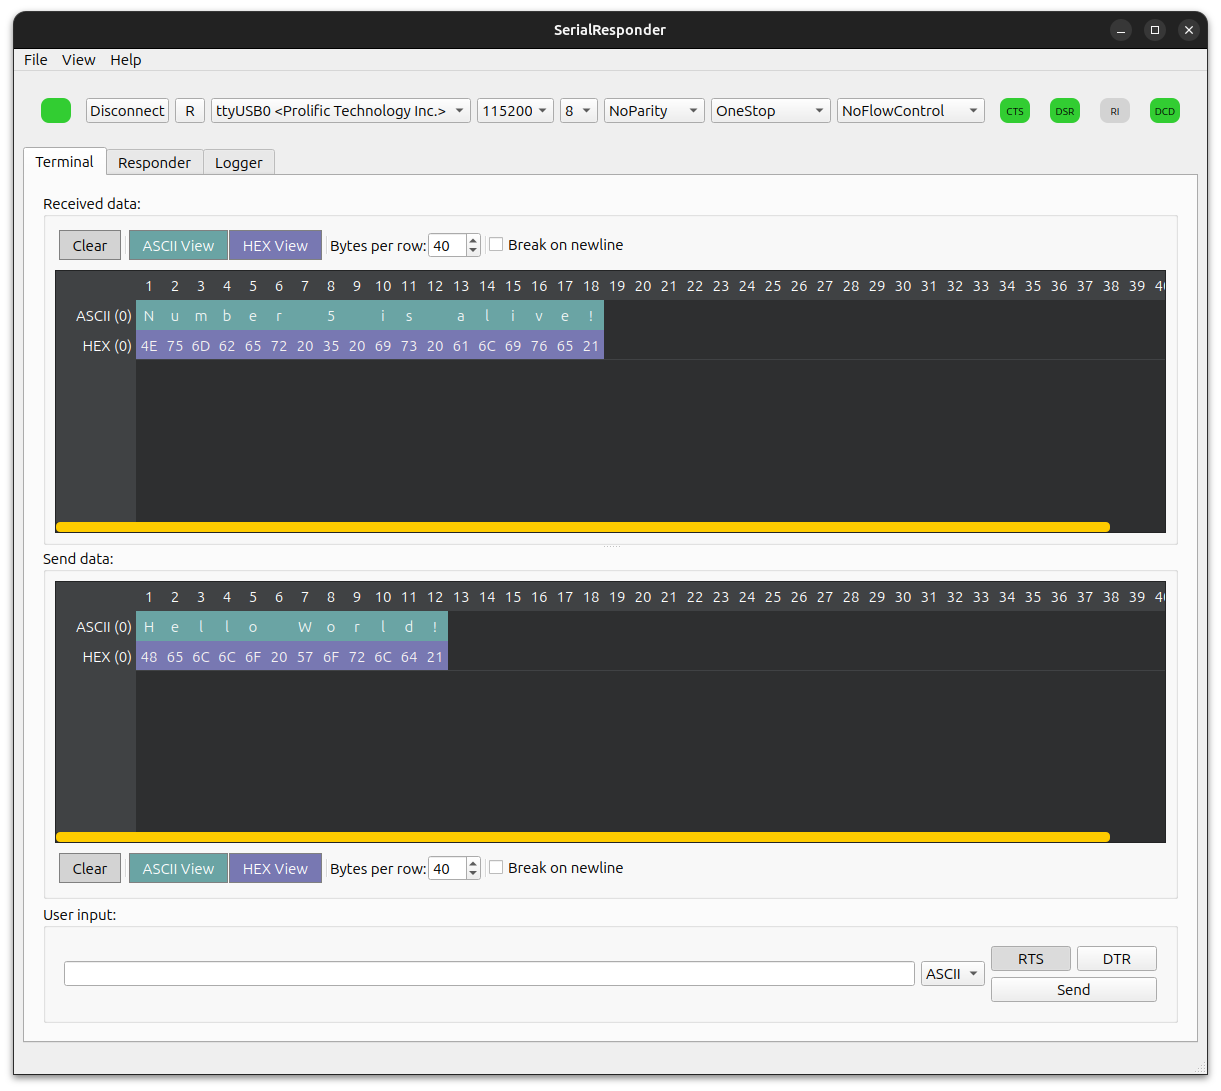 SerialResponder
File View Help
Disconnect R ttyUSB0 <Prolific Technology Inc.> 115200 8 NoParity OneStop NoFlowControl CTS DSR RI DCD
Terminal Responder Logger
Received data:
Clear ASCII View HEX View Bytes per row: 40 Break on newline
1 2 3 4 5 6 7 8 9 10 11 12 13 14 15 16 17 18 19 20 21 22 23 24 25 26 27 28 29 30 31 32 33 34 35 36 37 38 39 40
ASCII (0) N u m b e r 5 i s a l i v e !
HEX (0) 4E 75 6D 62 65 72 20 35 20 69 73 20 61 6C 69 76 65 21
Send data:
1 2 3 4 5 6 7 8 9 10 11 12 13 14 15 16 17 18 19 20 21 22 23 24 25 26 27 28 29 30 31 32 33 34 35 36 37 38 39 40
ASCII (0) H e l l o W o r l d !
HEX (0) 48 65 6C 6C 6F 20 57 6F 72 6C 64 21
Clear ASCII View HEX View Bytes per row: 40 Break on newline
User input:
ASCII RTS DTR
Send